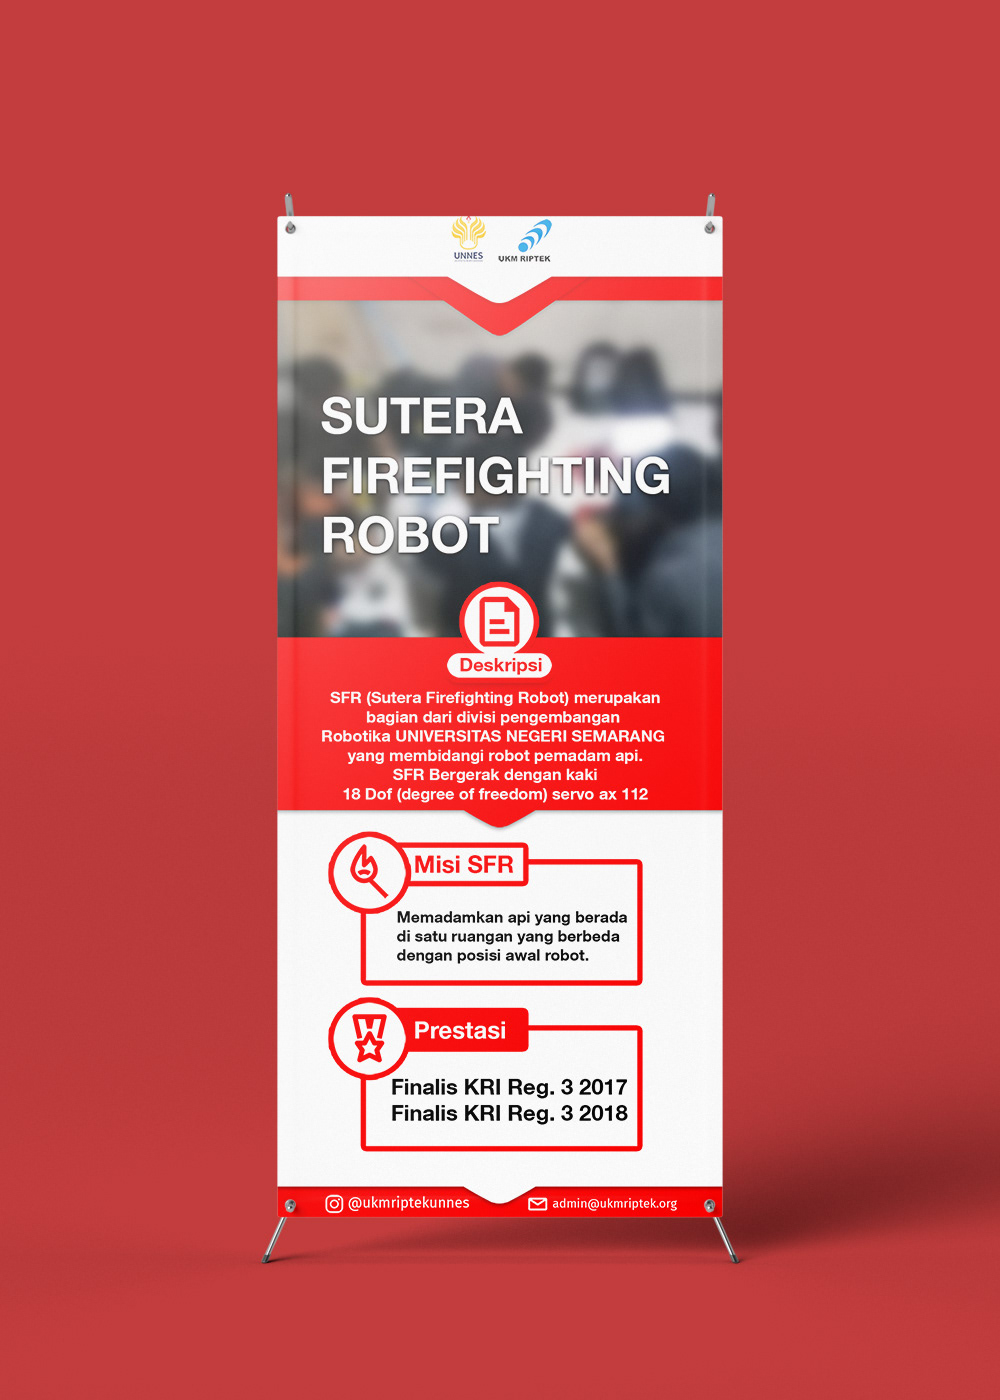 UNNES
UKM RIPTEK
SUTERA
FIREFIGHTING
ROBOT
Deskripsi
SFR (Sutera Firefighting Robot) merupakan
bagian dari divisi pengembangan
Robotika UNIVERSITAS NEGERI SEMARANG
yang membidangi robot pemadam api.
SFR Bergerak dengan kaki
18 Dof (degree of freedom) servo ax 112
Misi SFR
Memadamkan api yang berada
di satu ruangan yang berbeda
dengan posisi awal robot.
Prestasi
Finalis KRI Reg. 3 2017
Finalis KRI Reg. 3 2018
@ukmriptekunnes
admin@ukmriptek.org